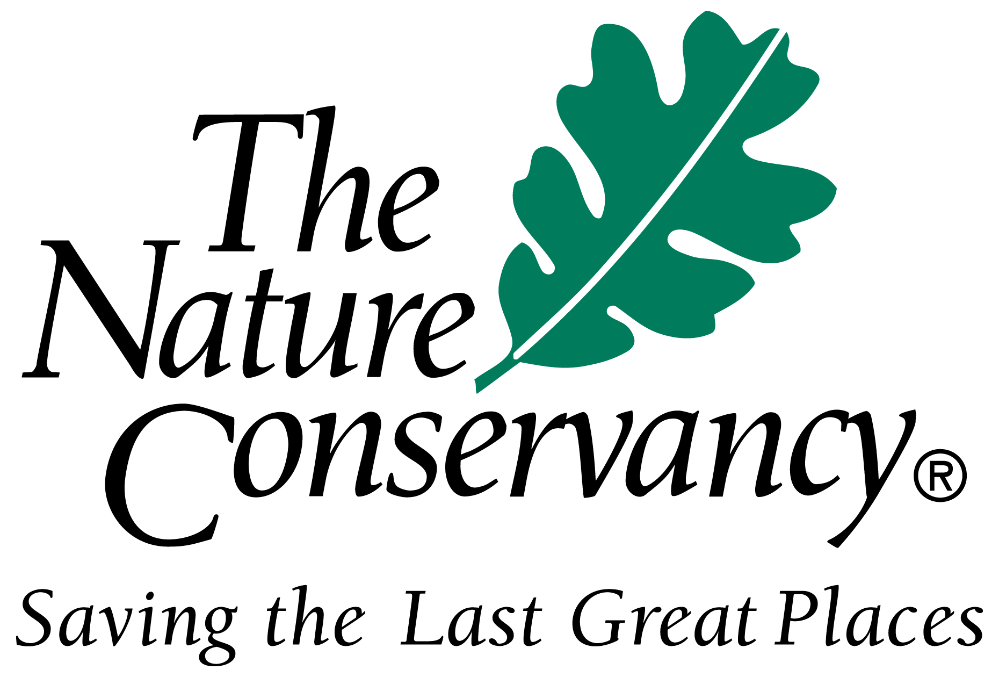 The
Nature
Conservancy®
Saving the Last Great Places